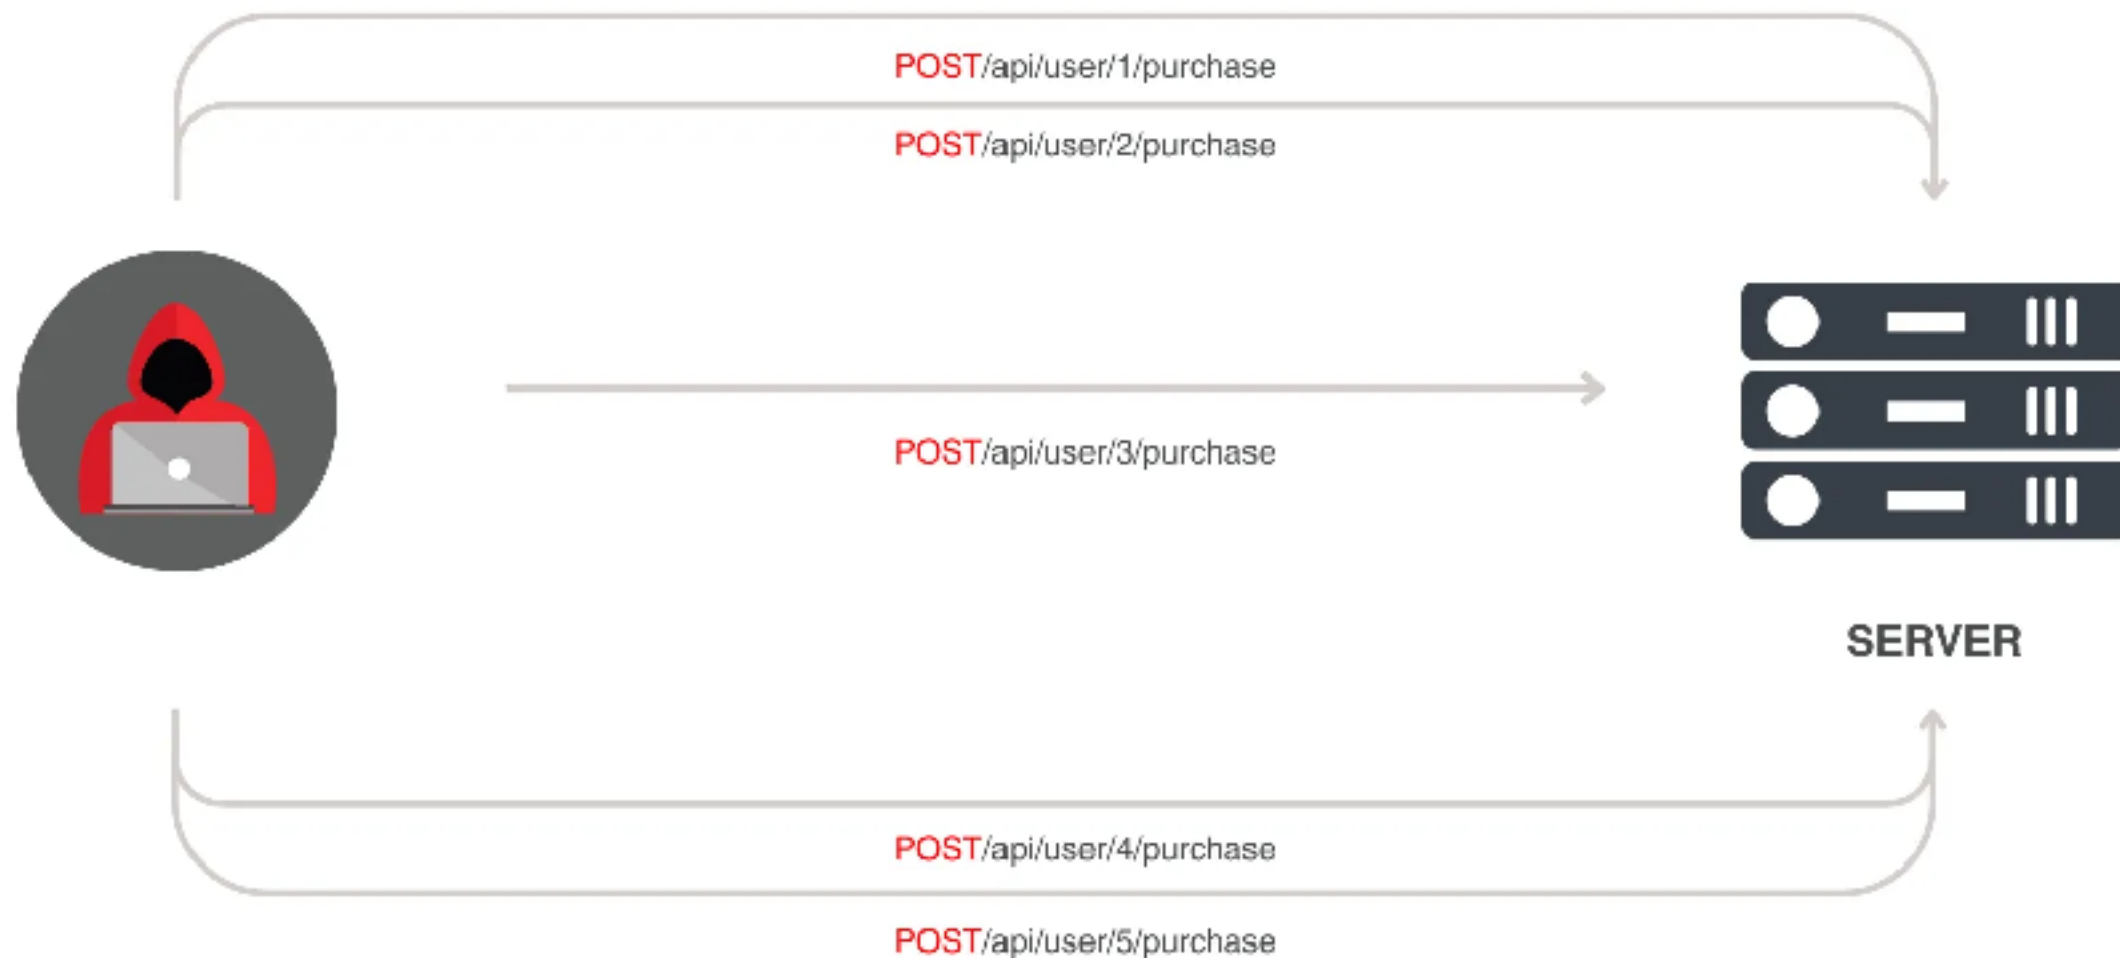 POST/api/user/1/purchase
POST/api/user/2/purchase
POST/api/user/3/purchase
SERVER
POST/api/user/4/purchase
POST/api/user/5/purchase